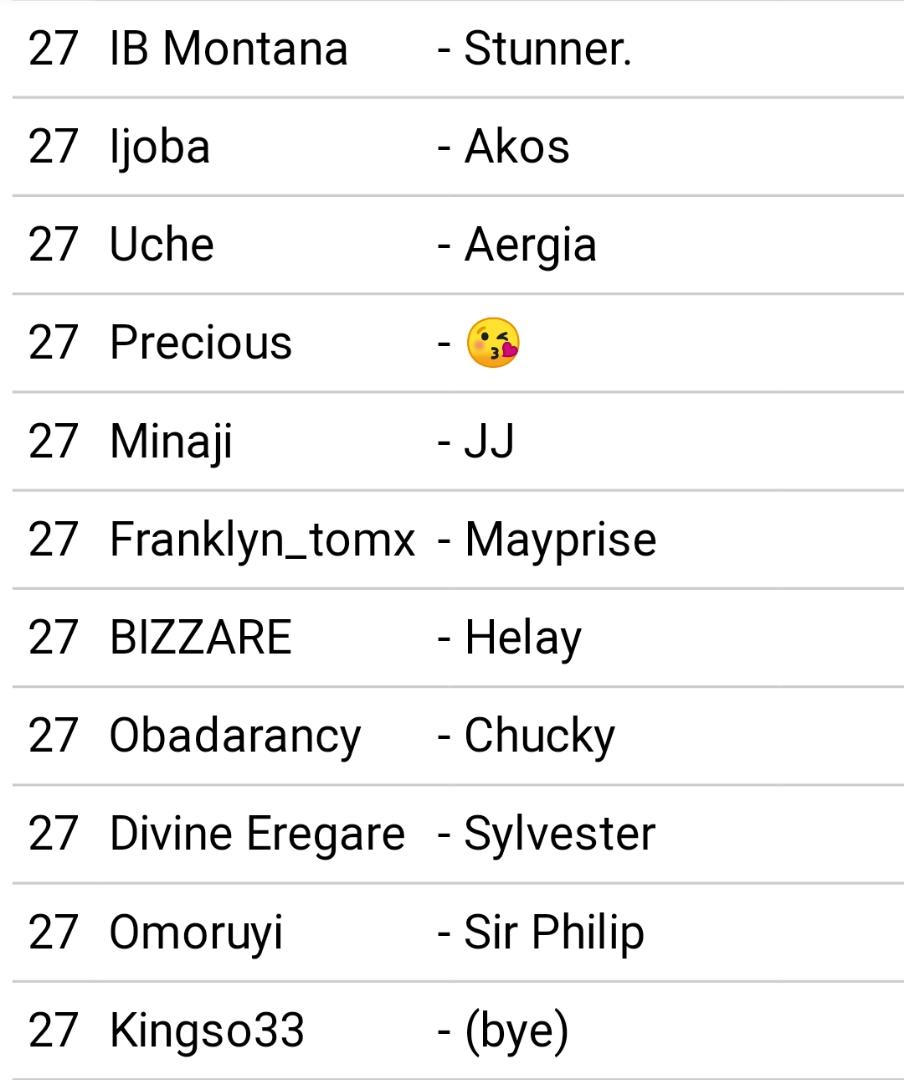 27 IB Montana - Stunner.
27 Ijoba - Akos
27 Uche - Aergia
27 Precious - 😘
27 Minaji - JJ
27 Franklyn_tomx - Mayprise
27 BIZZARE - Helay
27 Obadarancy - Chucky
27 Divine Eregare - Sylvester
27 Omoruyi - Sir Philip
27 Kingso33 - (bye)